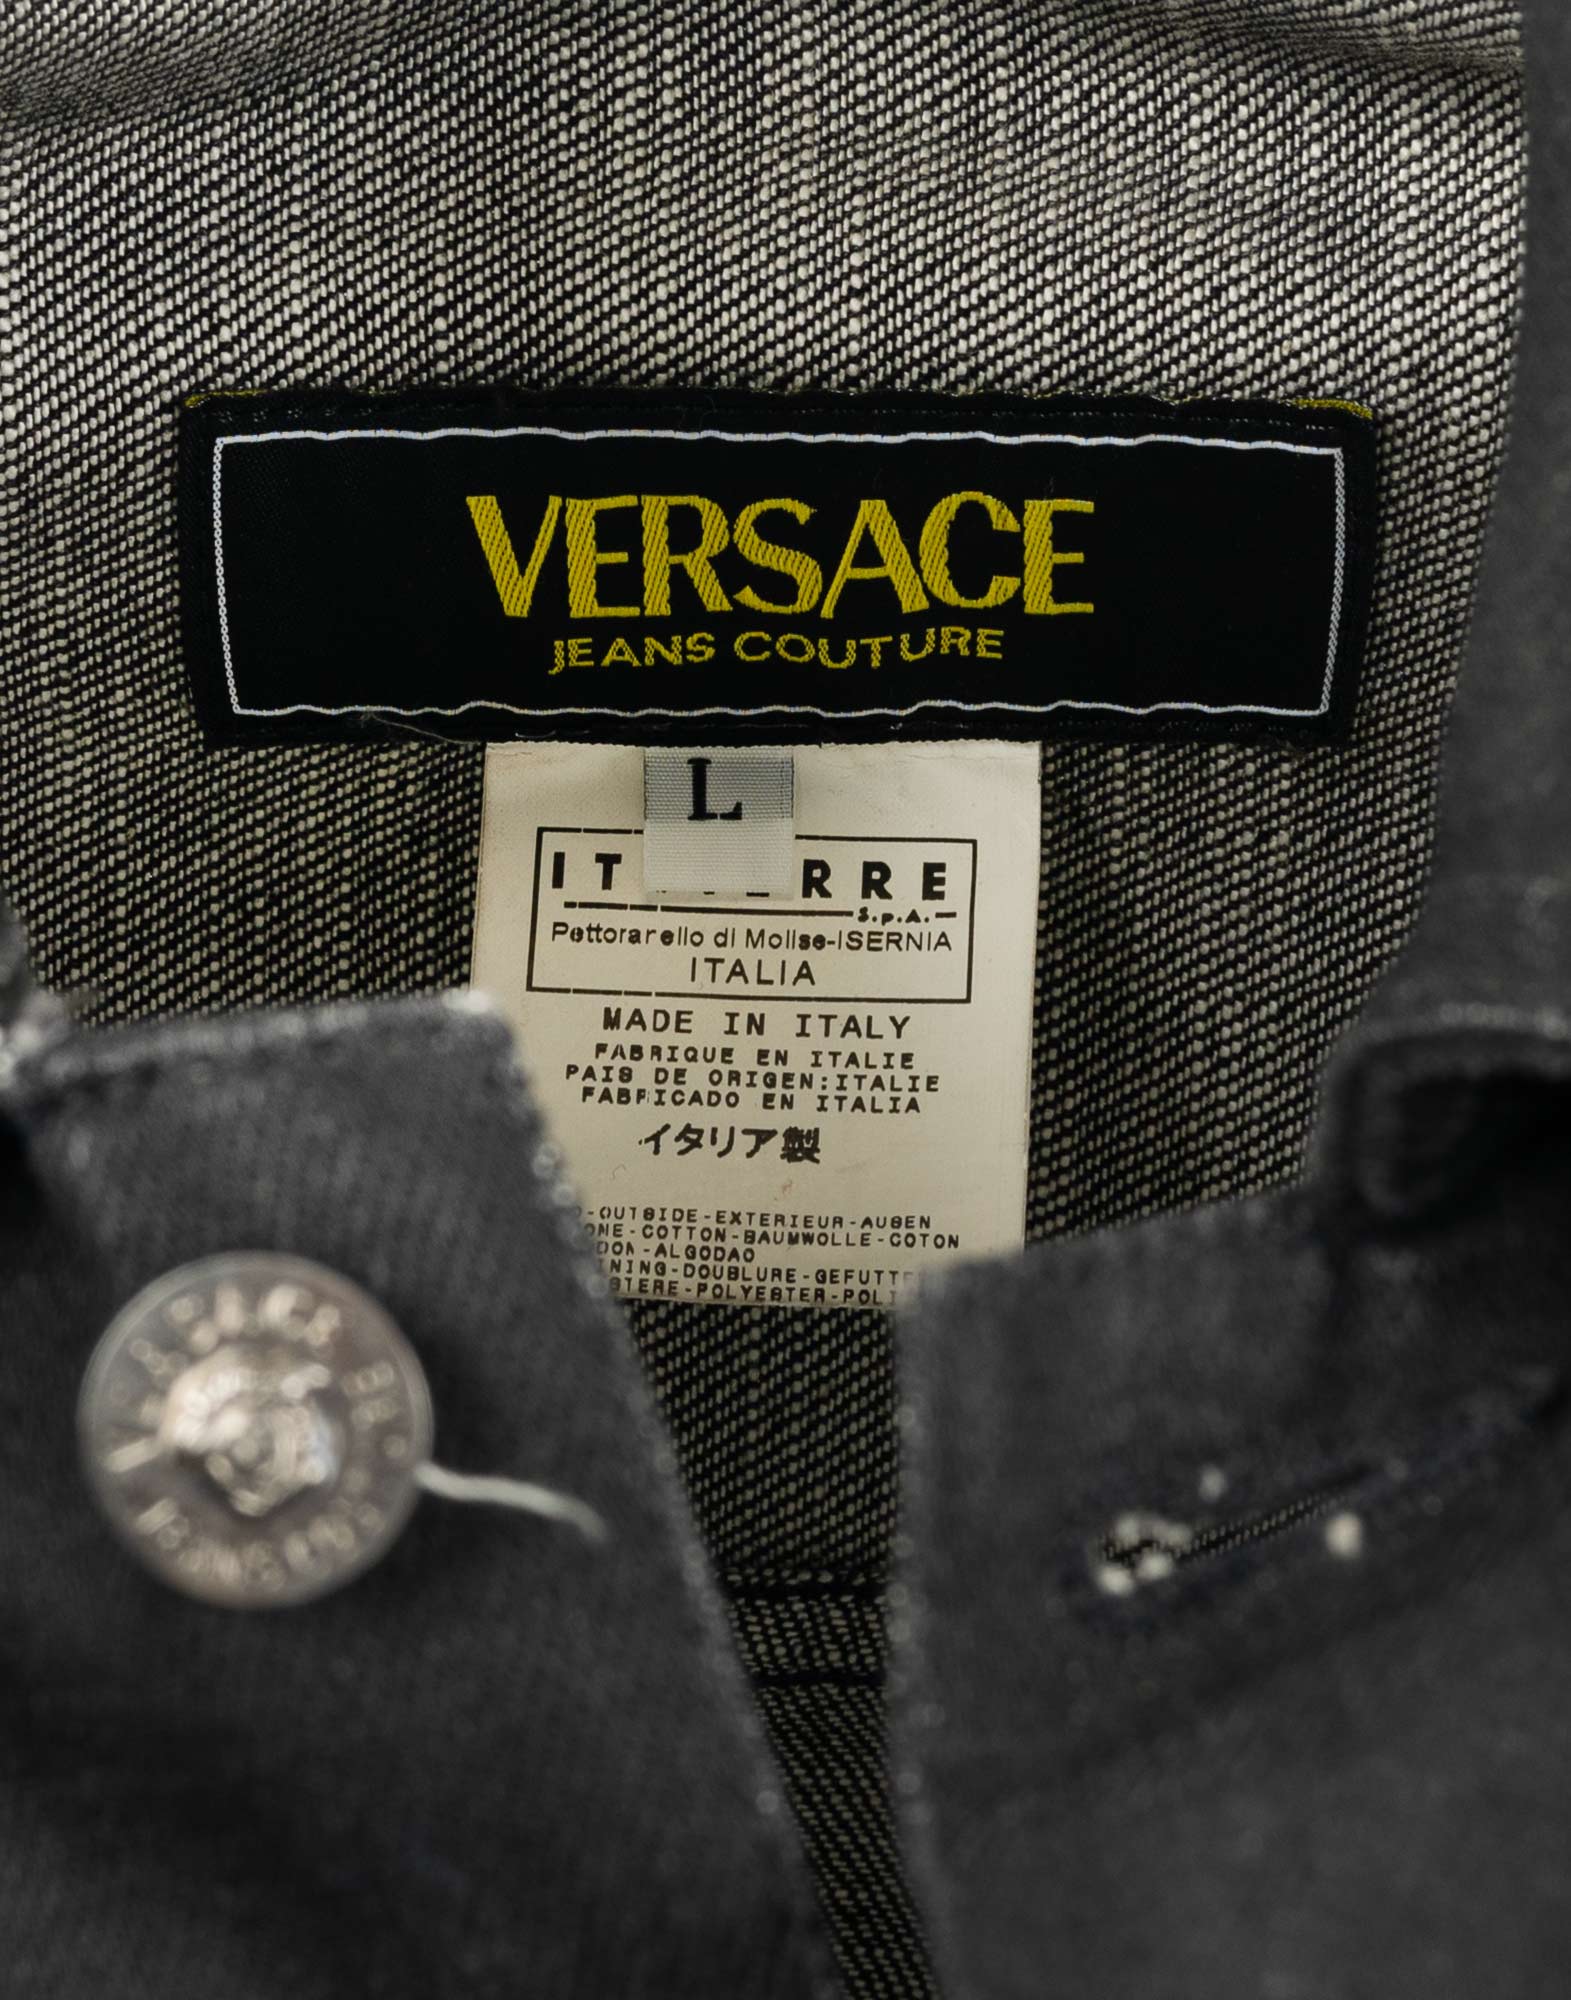 VERSACE
JEANS COUTURE
L
S.p.A.
Pettorarello di Molise-ISERNIA
ITALIA
MADE IN ITALY
FABRIQUE EN ITALIE
PAIS DE ORIGEN:ITALIE
FABRICADO EN ITALIA
イタリア製
-OUTSIDE-EXTERIEUR-AUSEN
-COTTON-BAUMWOLLE-COTON
-ALGODAO
-DOUBLURE-
-POLYESTER-